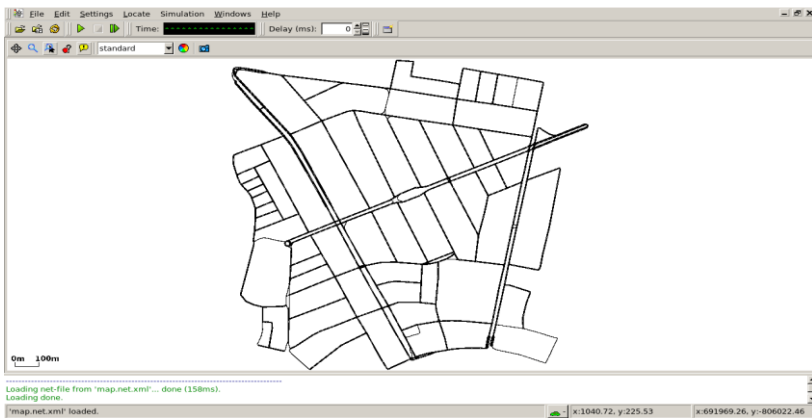 File Edit Settings Locate Simulation Windows Help
Time: Delay (ms): 0
standard
0m 100m
Loading net-file from 'map.net.xml'... done (158ms).
Loading done.
'map.net.xml' loaded. x:1040.72, y:225.53 x:691969.26, y:-806022.46